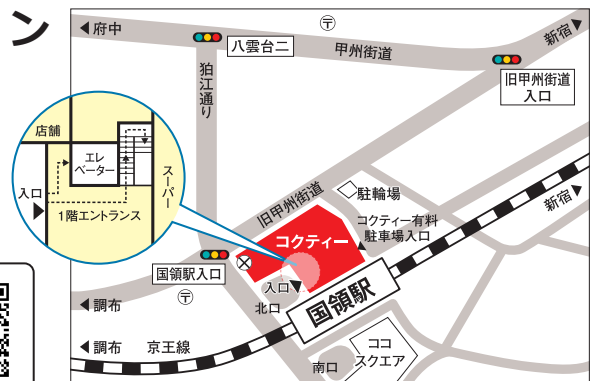 ン
府中
〒
八雲台二
甲州街道
新宿
旧甲州街道
入口
狛江通り
店舗
エレ
ベーター
スーパー
入口
1階エントランス
旧甲州街道
駐輪場
コクティー有料
駐車場入口
新宿
コクティー
国領駅入口
〒
入口
北口
国領駅
調布
調布
京王線
南口
ココ
スクエア